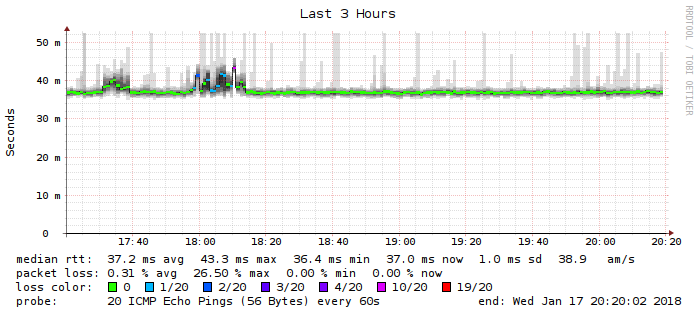 Last 3 Hours
RRDTOOL / TOBI OETIKER
Seconds
50 m
40 m
30 m
20 m
10 m
0
17:40 18:00 18:20 18:40 19:00 19:20 19:40 20:00 20:20
median rtt: 37.2 ms avg 43.3 ms max 36.4 ms min 37.0 ms now 1.0 ms sd 38.9 am/s
packet loss: 0.31 % avg 26.50 % max 0.00 % min 0.00 % now
loss color: 0 1/20 2/20 3/20 4/20 10/20 19/20
probe: 20 ICMP Echo Pings (56 Bytes) every 60s end: Wed Jan 17 20:20:02 2018